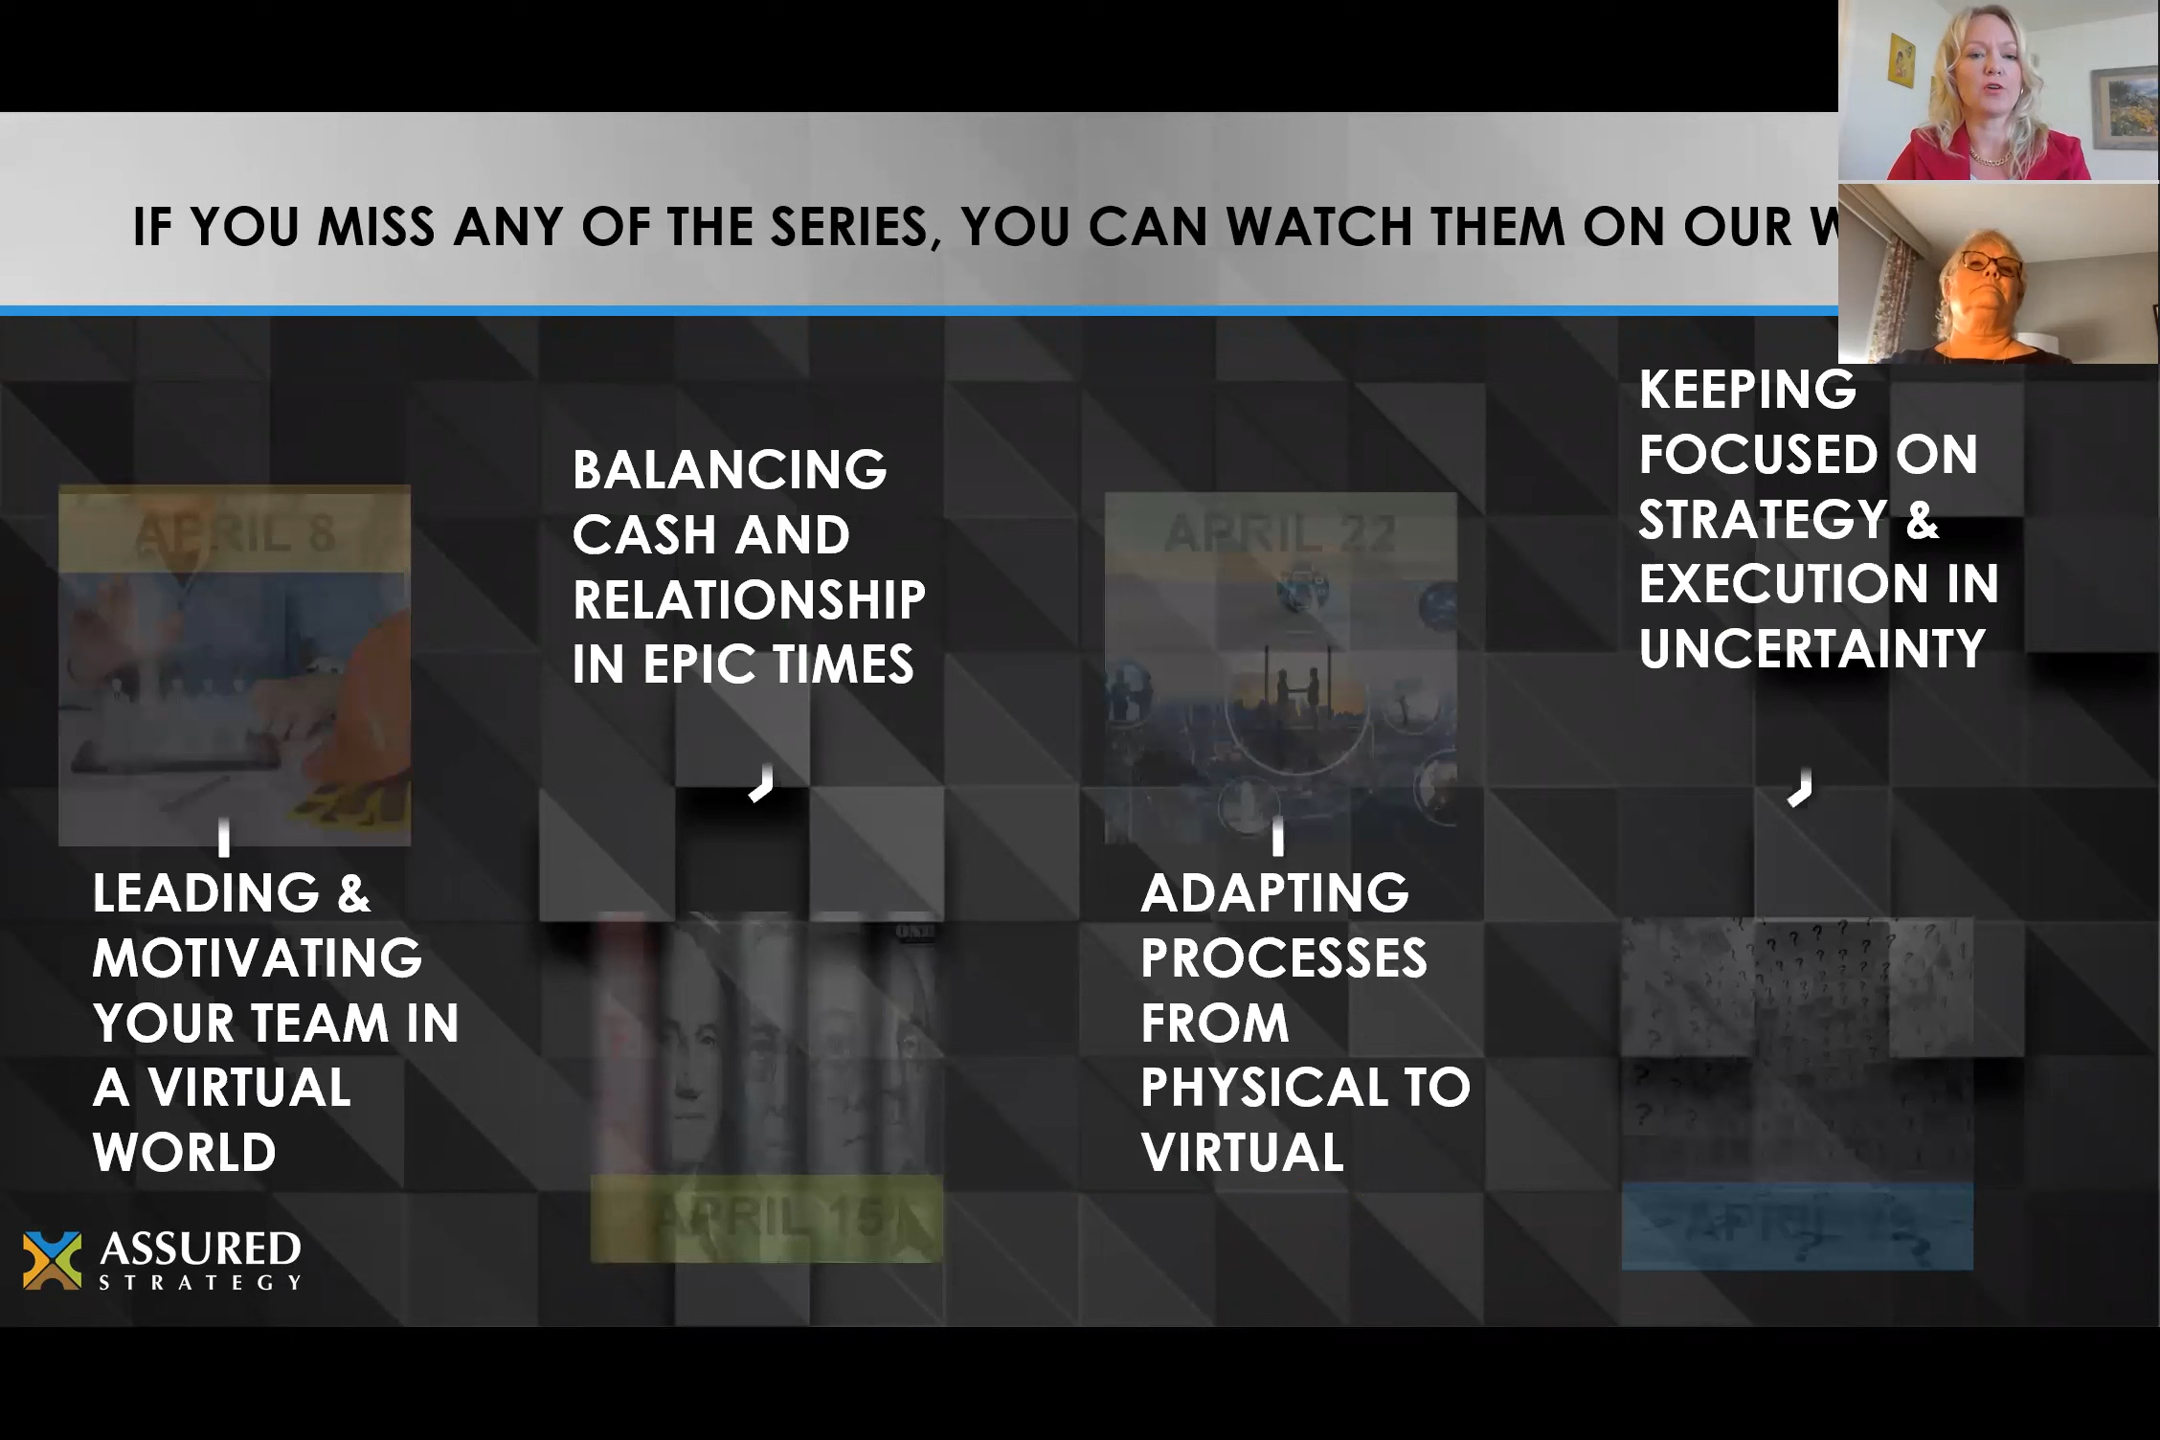 IF YOU MISS ANY OF THE SERIES, YOU CAN WATCH THEM ON OUR W
APRIL 8
LEADING &
MOTIVATING
YOUR TEAM IN
A VIRTUAL
WORLD
BALANCING
CASH AND
RELATIONSHIP
IN EPIC TIMES
APRIL 15
APRIL 22
ADAPTING
PROCESSES
FROM
PHYSICAL TO
VIRTUAL
KEEPING
FOCUSED ON
STRATEGY &
EXECUTION IN
UNCERTAINTY
APRIL
ASSURED
STRATEGY